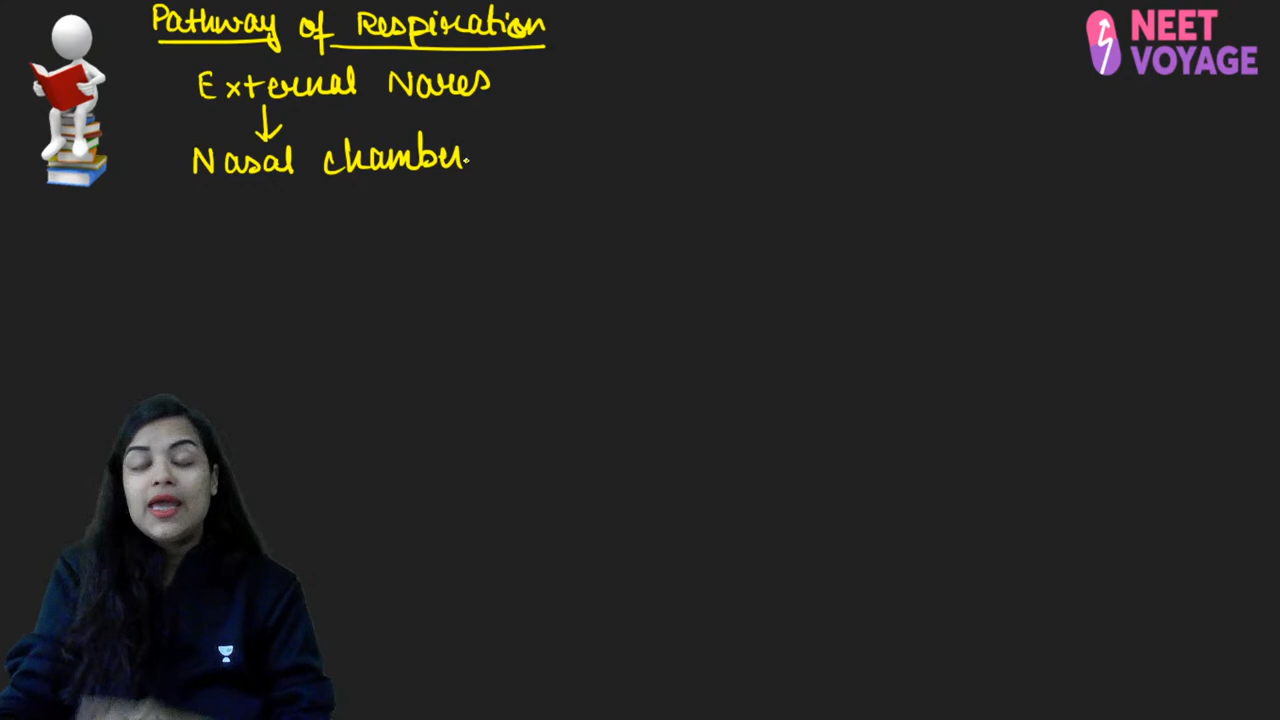 Pathway of Respiration
External Nares
Nasal chamber
NEET
VOYAGE